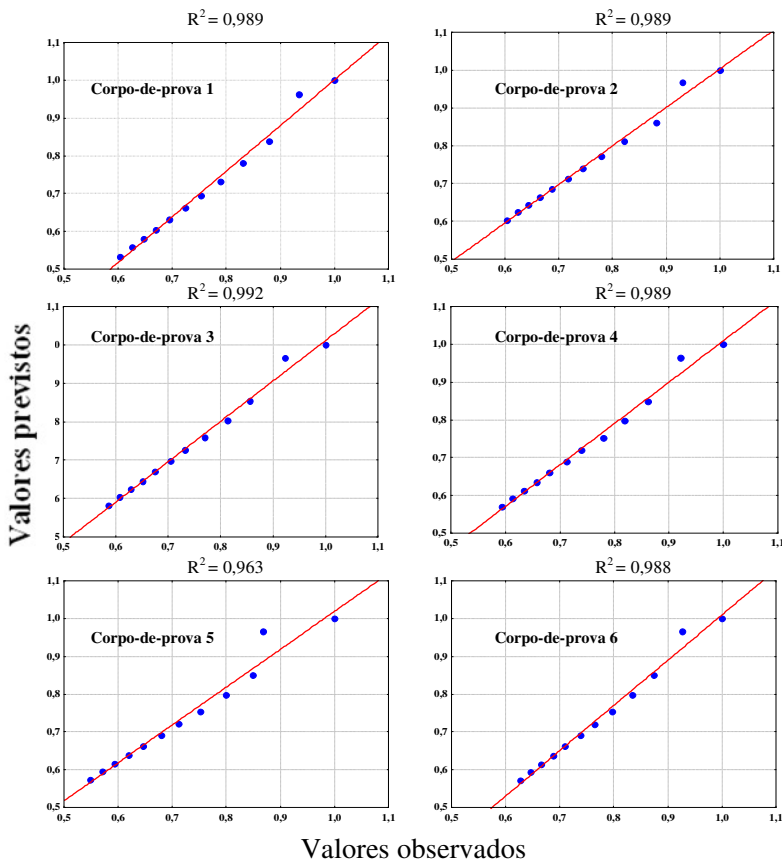 R² = 0,989
1,1
1,0
0,9
0,8
0,7
0,6
0,5
Corpo-de-prova 1
0,5 0,6 0,7 0,8 0,9 1,0 1,1
R² = 0,989
1,1
1,0
0,9
0,8
0,7
0,6
0,5
Corpo-de-prova 2
0,5 0,6 0,7 0,8 0,9 1,0 1,1
R² = 0,992
1,1
0
9
8
7
6
5
Corpo-de-prova 3
0,5 0,6 0,7 0,8 0,9 1,0 1,1
R² = 0,989
1,1
1,0
0,9
0,8
0,7
0,6
0,5
Corpo-de-prova 4
0,5 0,6 0,7 0,8 0,9 1,0 1,1
R² = 0,963
1,1
1,0
0,9
0,8
0,7
0,6
0,5
Corpo-de-prova 5
0,5 0,6 0,7 0,8 0,9 1,0 1,1
R² = 0,988
1,1
1,0
0,9
0,8
0,7
0,6
0,5
Corpo-de-prova 6
0,5 0,6 0,7 0,8 0,9 1,0 1,1
Valores previstos
Valores observados